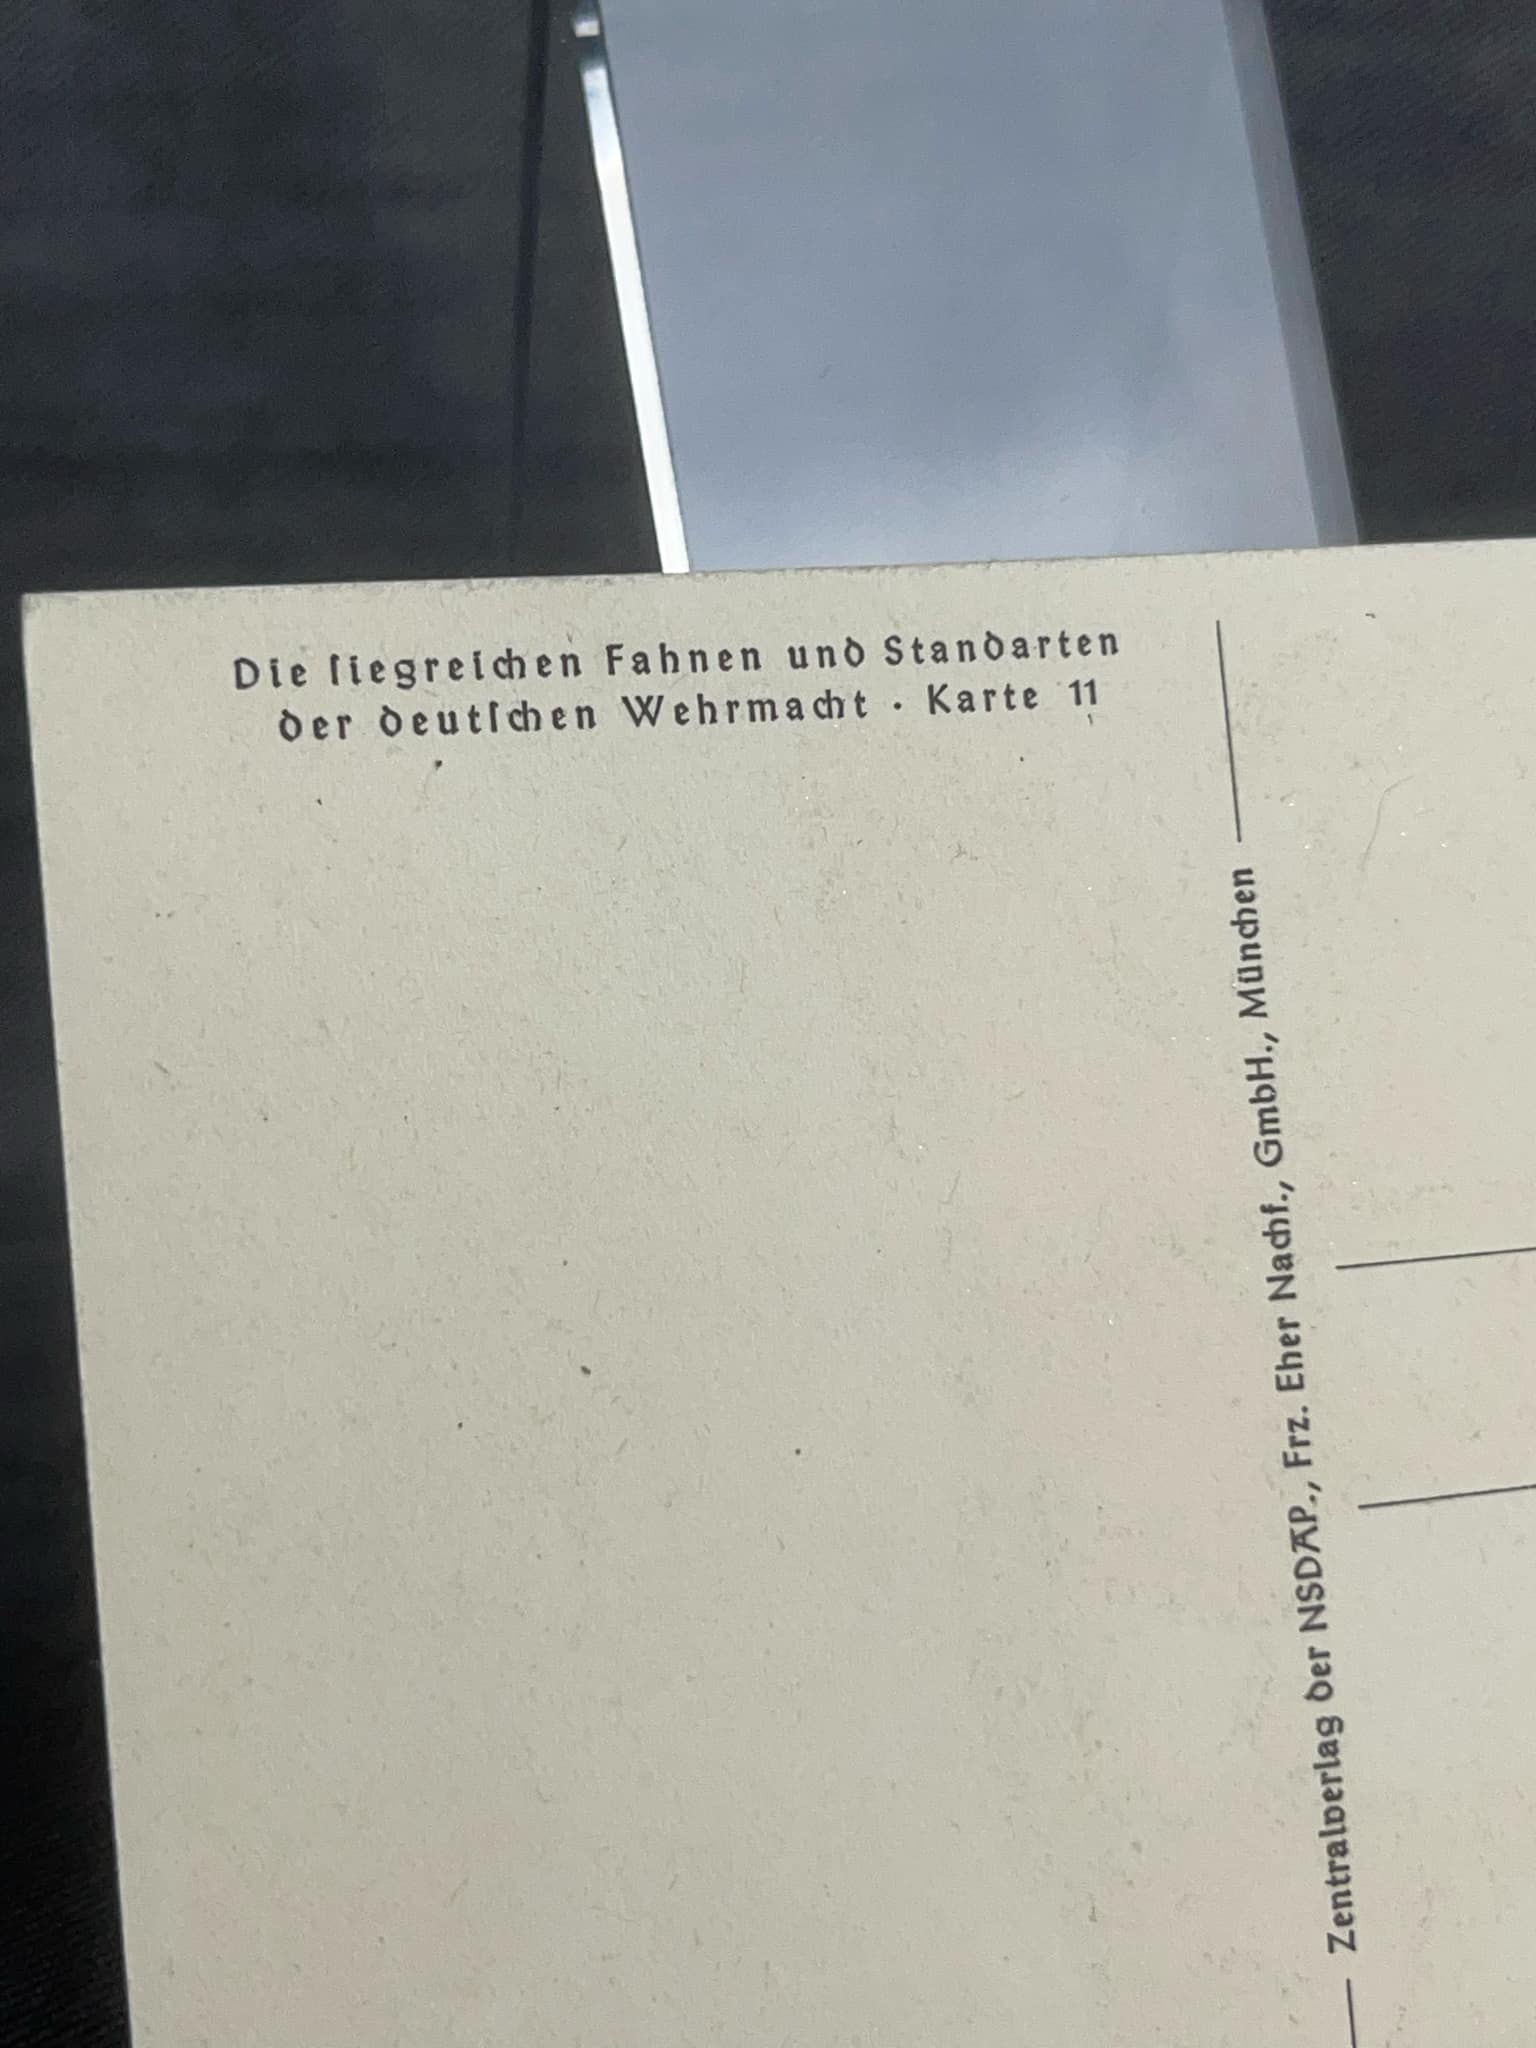 Die ſiegreichen Fahnen und Standarten
der deutſchen Wehrmacht · Karte 11
Zentralverlag der NSDAP., Frz. Eher Nachf., GmbH., München